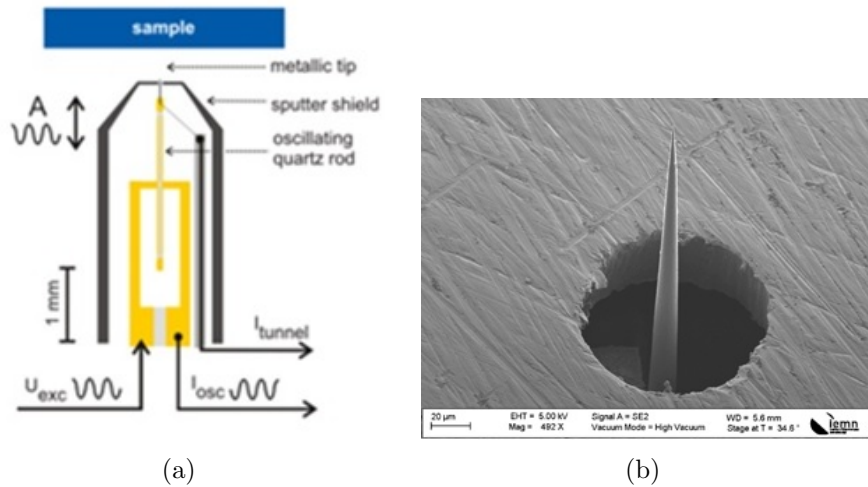 sample
metallic tip
A
sputter shield
oscillating
quartz rod
1 mm
I_tunnel
U_exc
I_osc
20 µm
EHT = 5.00 kV
Signal A = SE2
WD = 5.6 mm
Mag = 492 X
Vacuum Mode = High Vacuum
Stage at T = 34.6 °
iemn
(a)
(b)